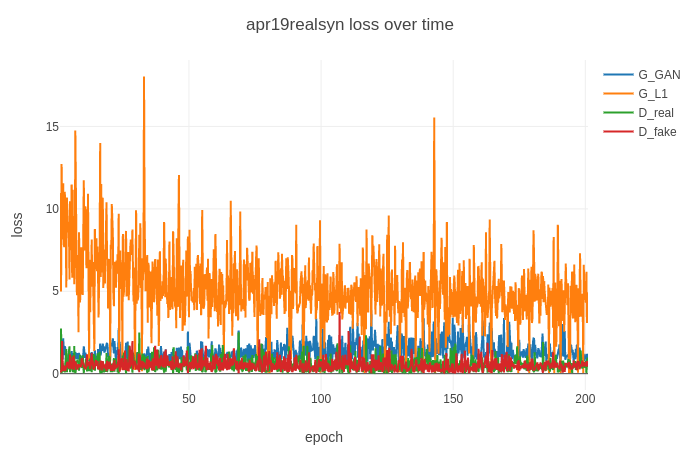 apr19realsyn loss over time
G_GAN
G_L1
D_real
D_fake
loss
15
10
5
0
50
100
150
200
epoch